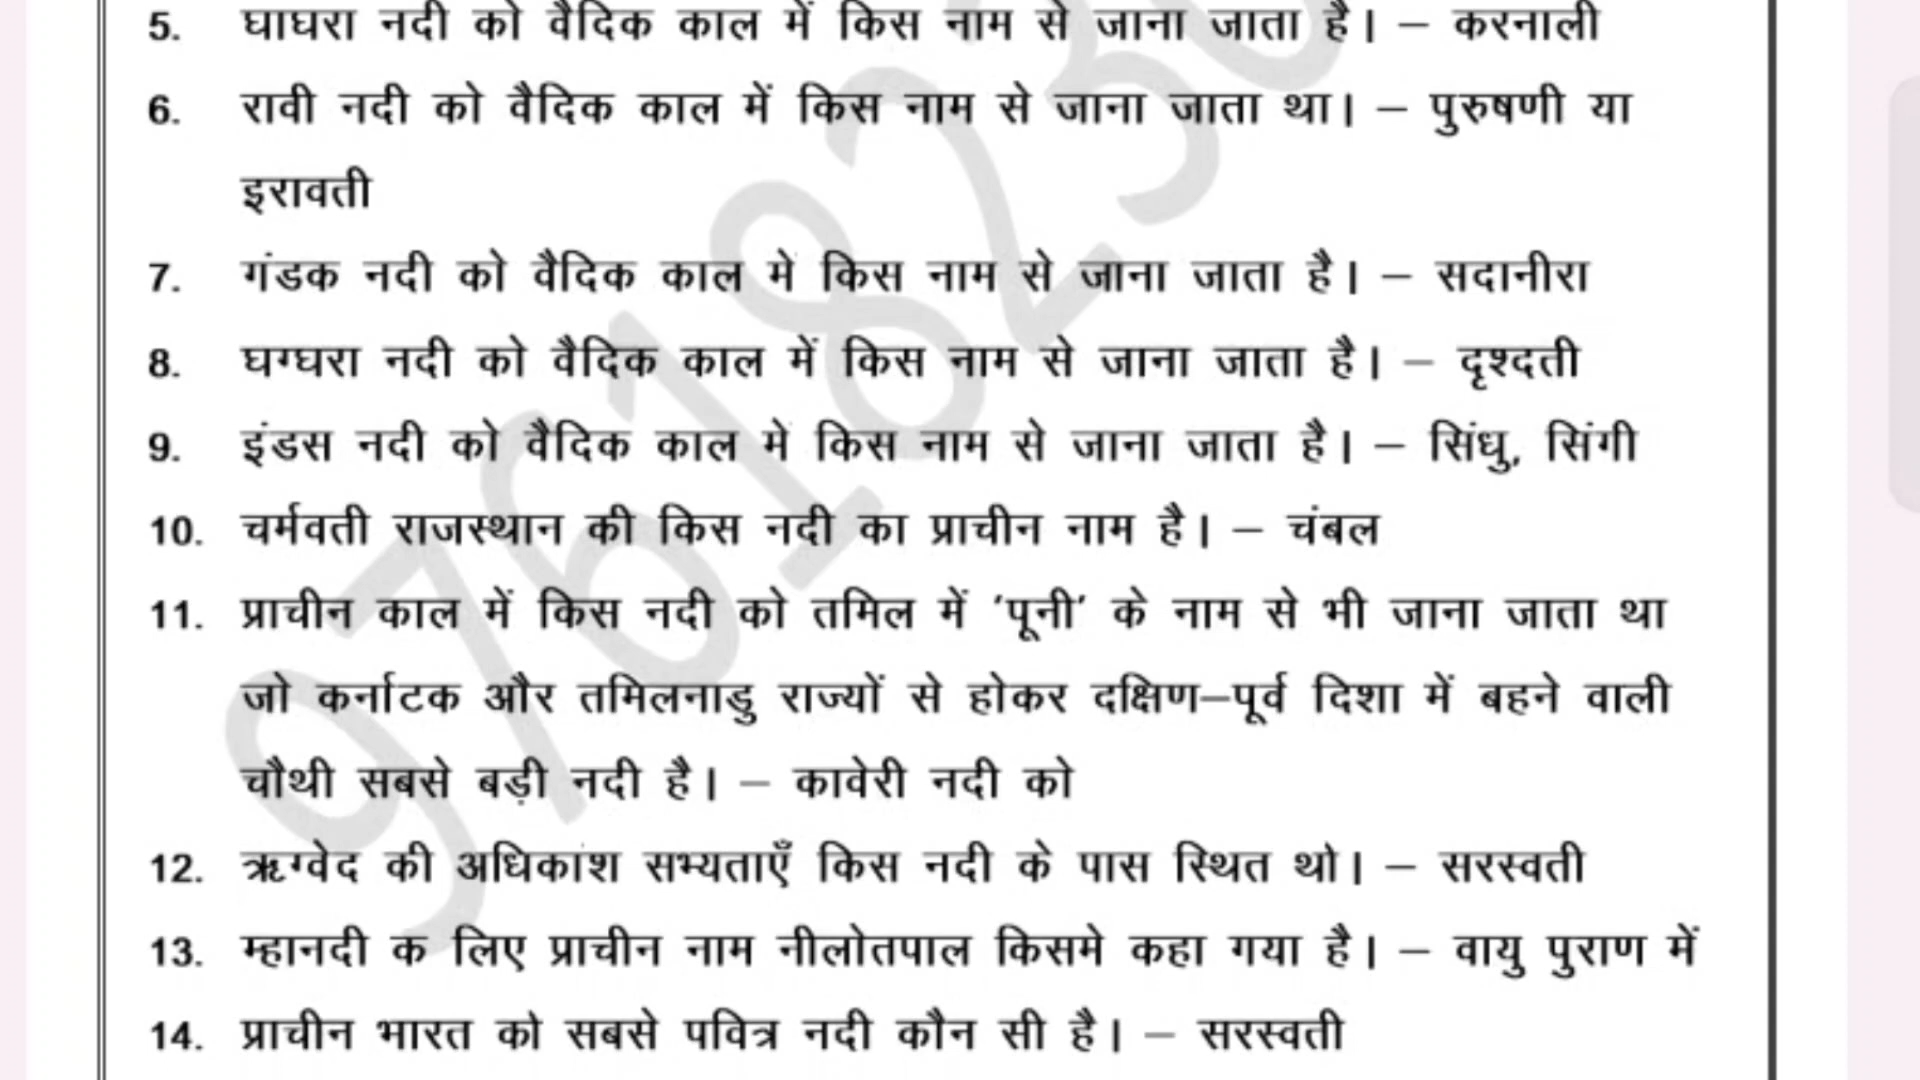 5. घाघरा नदी को वैदिक काल में किस नाम से जाना जाता है। – करनाली
6. रावी नदी को वैदिक काल में किस नाम से जाना जाता था। – पुरुषणी या
इरावती
7. गंडक नदी को वैदिक काल मे किस नाम से जाना जाता है। – सदानीरा
8. घग्घरा नदी को वैदिक काल में किस नाम से जाना जाता है। – दृश्दती
9. इंडस नदी को वैदिक काल मे किस नाम से जाना जाता है। – सिंधु, सिंगी
10. चर्मवती राजस्थान की किस नदी का प्राचीन नाम है। – चंबल
11. प्राचीन काल में किस नदी को तमिल में ‘पूनी’ के नाम से भी जाना जाता था
जो कर्नाटक और तमिलनाडु राज्यों से होकर दक्षिण–पूर्व दिशा में बहने वाली
चौथी सबसे बड़ी नदी है। – कावेरी नदी को
12. ऋग्वेद की अधिकांश सभ्यताएँ किस नदी के पास स्थित थो। – सरस्वती
13. म्हानदी क लिए प्राचीन नाम नीलोतपाल किसमे कहा गया है। – वायु पुराण में
14. प्राचीन भारत को सबसे पवित्र नदी कौन सी है। – सरस्वती